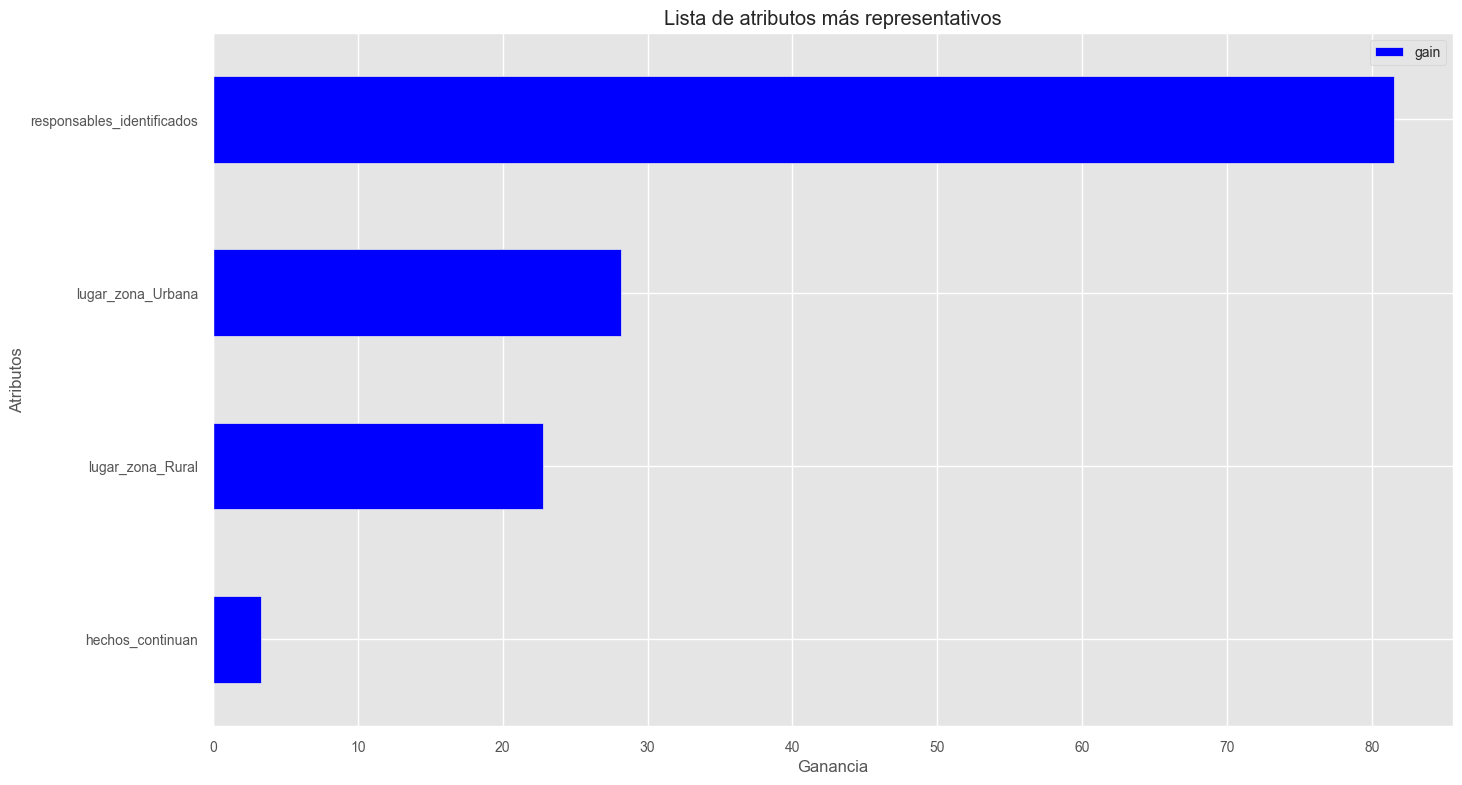 Lista de atributos más representativos
gain
Atributos
responsables_identificados
lugar_zona_Urbana
lugar_zona_Rural
hechos_continuan
0 10 20 30 40 50 60 70 80
Ganancia